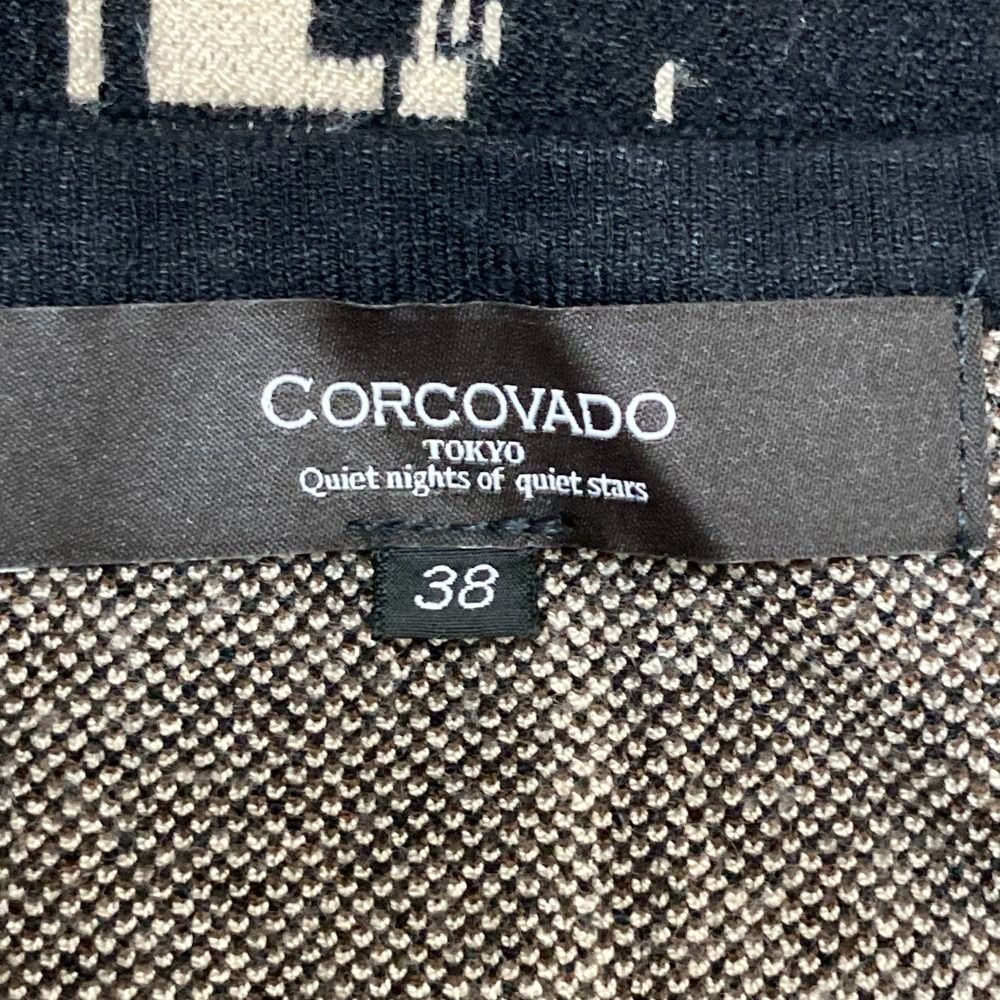 CORCOVADO
TOKYO
Quiet nights of quiet stars
38